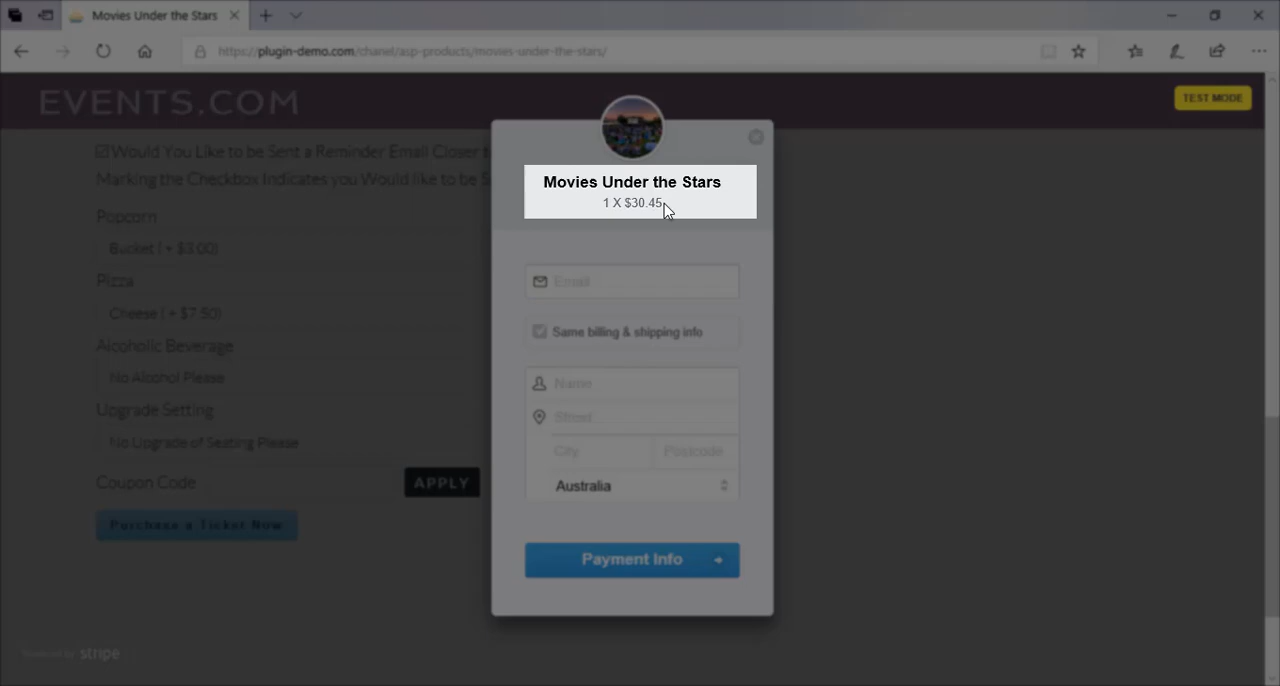 Movies Under the Stars
https://plugin-demo.com/chanel/asp-products/movies-under-the-stars/
EVENTS.COM
TEST MODE
Would You Like to be Sent a Reminder Email Closer
Marking the Checkbox Indicates you Would like to be
Popcorn
Bucket ( + $3.00)
Pizza
Cheese ( + $7.50)
Alcoholic Beverage
No Alcohol Please
Upgrade Setting
No Upgrade of Seating Please
Coupon Code
APPLY
Purchase a Ticket Now
Powered by stripe
Movies Under the Stars
1 X $30.45
Email
Same billing & shipping info
Name
Street
City
Postcode
Australia
Payment Info